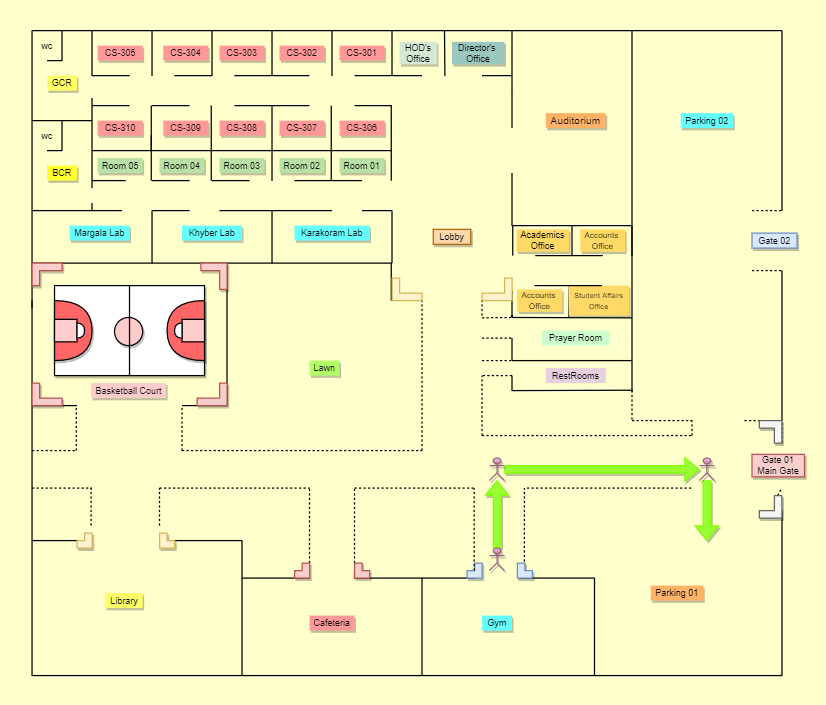 wc
CS-305
CS-304
CS-303
CS-302
CS-301
HOD's
Office
Director's
Office
GCR
wc
CS-310
CS-309
CS-308
CS-307
CS-306
Auditorium
Parking 02
BCR
Room 05
Room 04
Room 03
Room 02
Room 01
Margala Lab
Khyber Lab
Karakoram Lab
Lobby
Academics
Office
Accounts
Office
Gate 02
Accounts
Office
Student Affairs
Office
Prayer Room
RestRooms
Lawn
Basketball Court
Gate 01
Main Gate
Library
Cafeteria
Gym
Parking 01